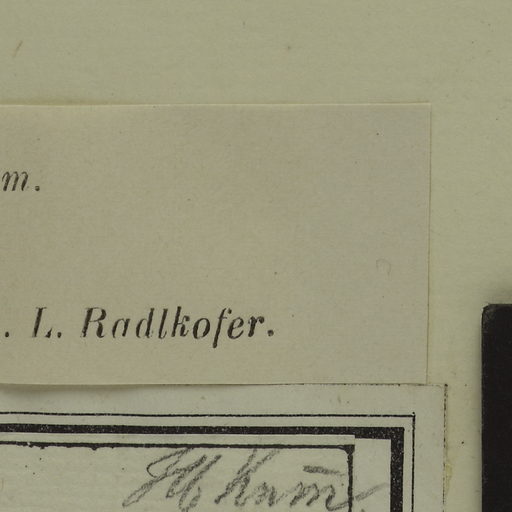 m.
. L. Radlkofer.